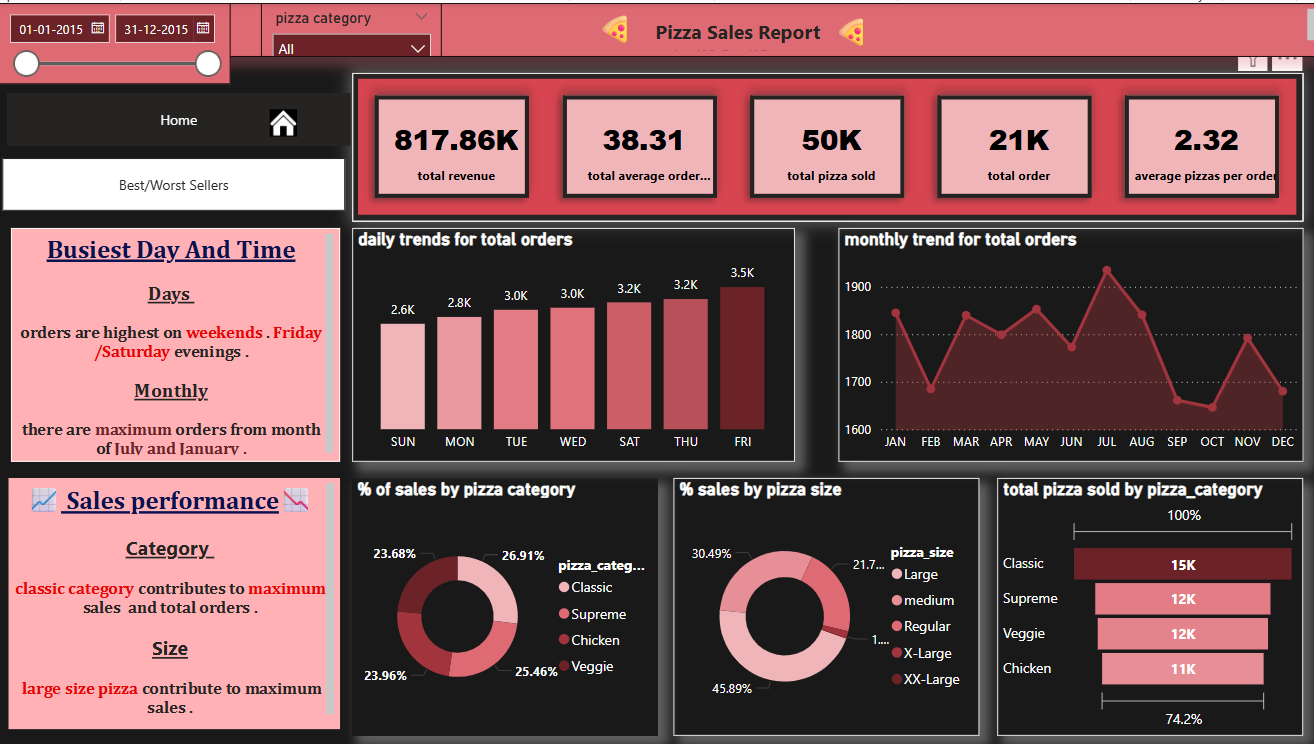 01-01-2015
31-12-2015
pizza category
All
Pizza Sales Report
Home
Best/Worst Sellers
817.86K
total revenue
38.31
total average order...
50K
total pizza sold
21K
total order
2.32
average pizzas per order
Busiest Day And Time
Days
orders are highest on weekends . Friday
/Saturday evenings .
Monthly
there are maximum orders from month
of July and January .
daily trends for total orders
2.6K
2.8K
3.0K
3.0K
3.2K
3.2K
3.5K
SUN
MON
TUE
WED
SAT
THU
FRI
monthly trend for total orders
1900
1800
1700
1600
JAN
FEB
MAR
APR
MAY
JUN
JUL
AUG
SEP
OCT
NOV
DEC
Sales performance
Category
classic category contributes to maximum
sales and total orders .
Size
large size pizza contribute to maximum
sales .
% of sales by pizza category
23.68%
26.91%
23.96%
25.46%
pizza_categ...
Classic
Supreme
Chicken
Veggie
% sales by pizza size
30.49%
21.7...
1....
45.89%
pizza_size
Large
medium
Regular
X-Large
XX-Large
total pizza sold by pizza_category
100%
Classic
15K
Supreme
12K
Veggie
12K
Chicken
11K
74.2%